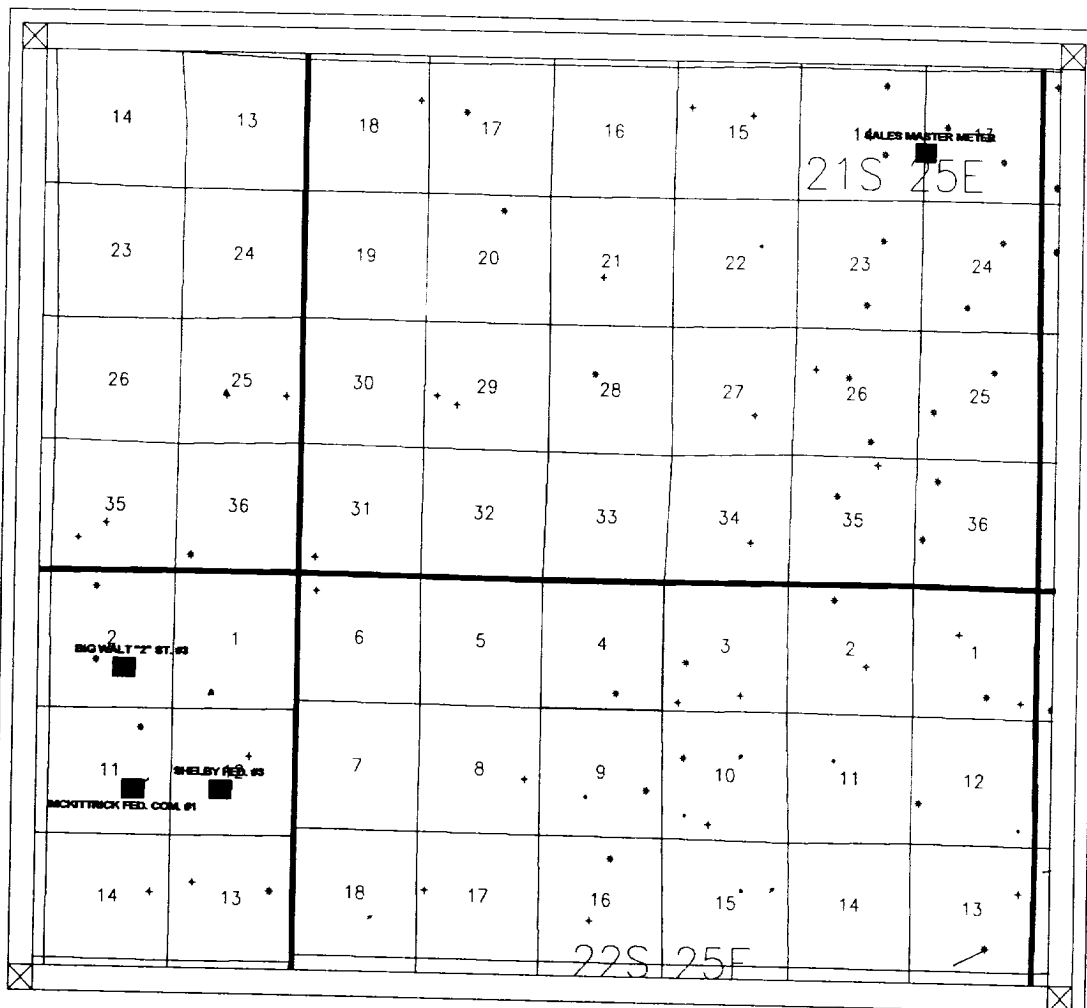 14 13 18 17 16 15 14 13
SALES MASTER METER
21S 25E
23 24 19 20 21 22 23 24
26 25 30 29 28 27 26 25
35 36 31 32 33 34 35 36
2 1 6 5 4 3 2 1
BIG WALT "2" ST. #3
11 12 7 8 9 10 11 12
SHELBY FED. #3
MCKITTRICK FED. COM. #1
14 13 18 17 16 15 14 13
22S 25E